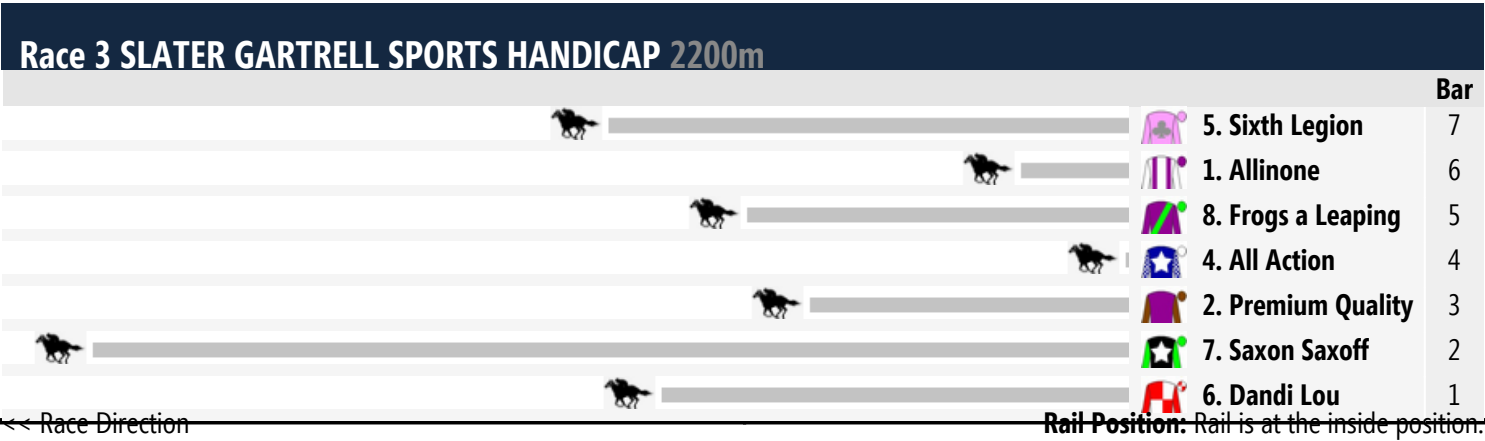 Race 3 SLATER GARTRELL SPORTS HANDICAP 2200m
Bar
5. Sixth Legion 7
1. Allinone 6
8. Frogs a Leaping 5
4. All Action 4
2. Premium Quality 3
7. Saxon Saxoff 2
6. Dandi Lou 1
<< Race Direction Rail Position: Rail is at the inside position.